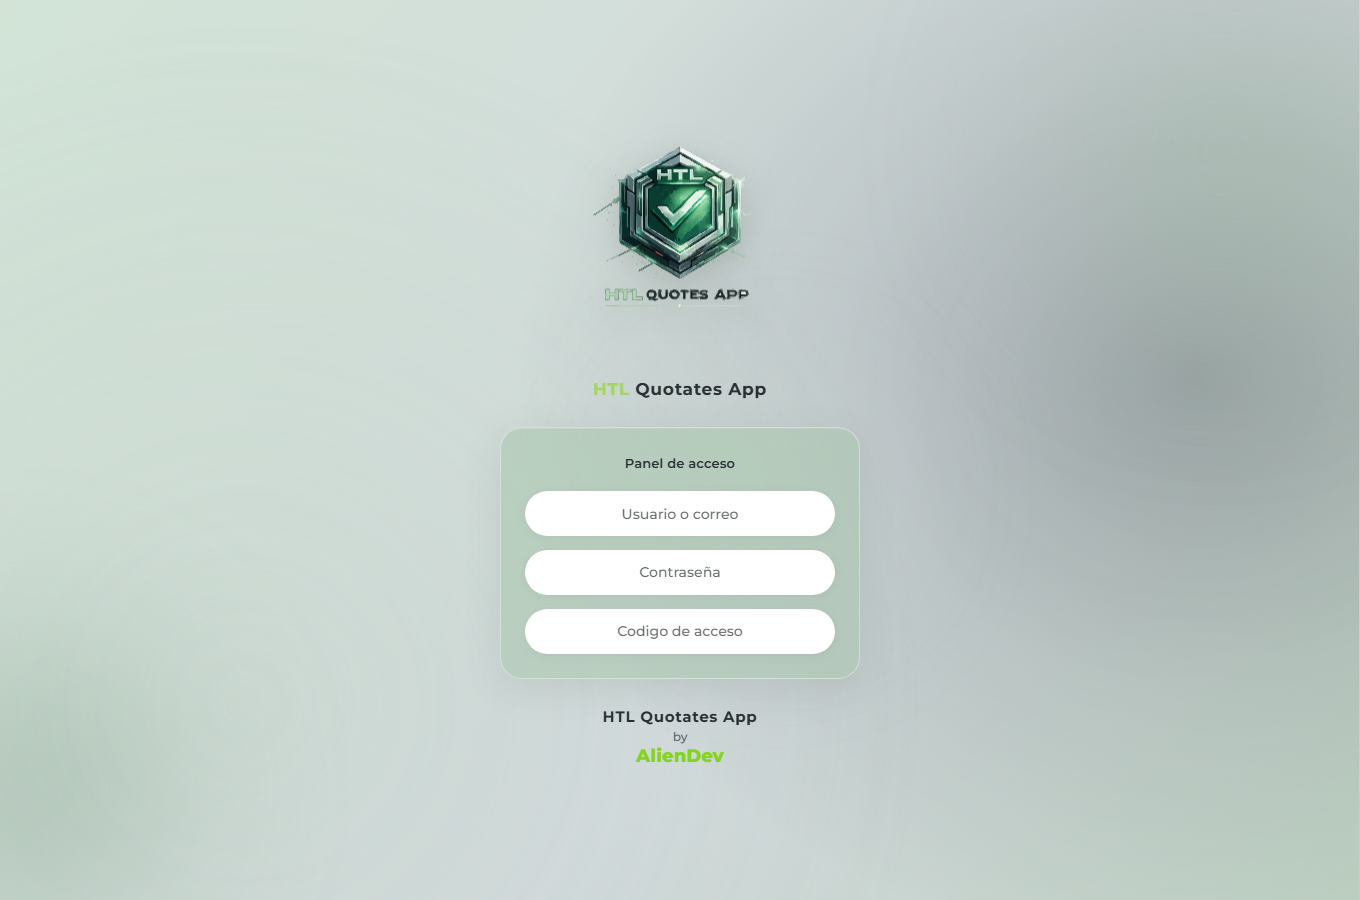 HTL
HTL QUOTES APP
HTL Quotates App
Panel de acceso
Usuario o correo
Contraseña
Codigo de acceso
HTL Quotates App
by
AlienDev